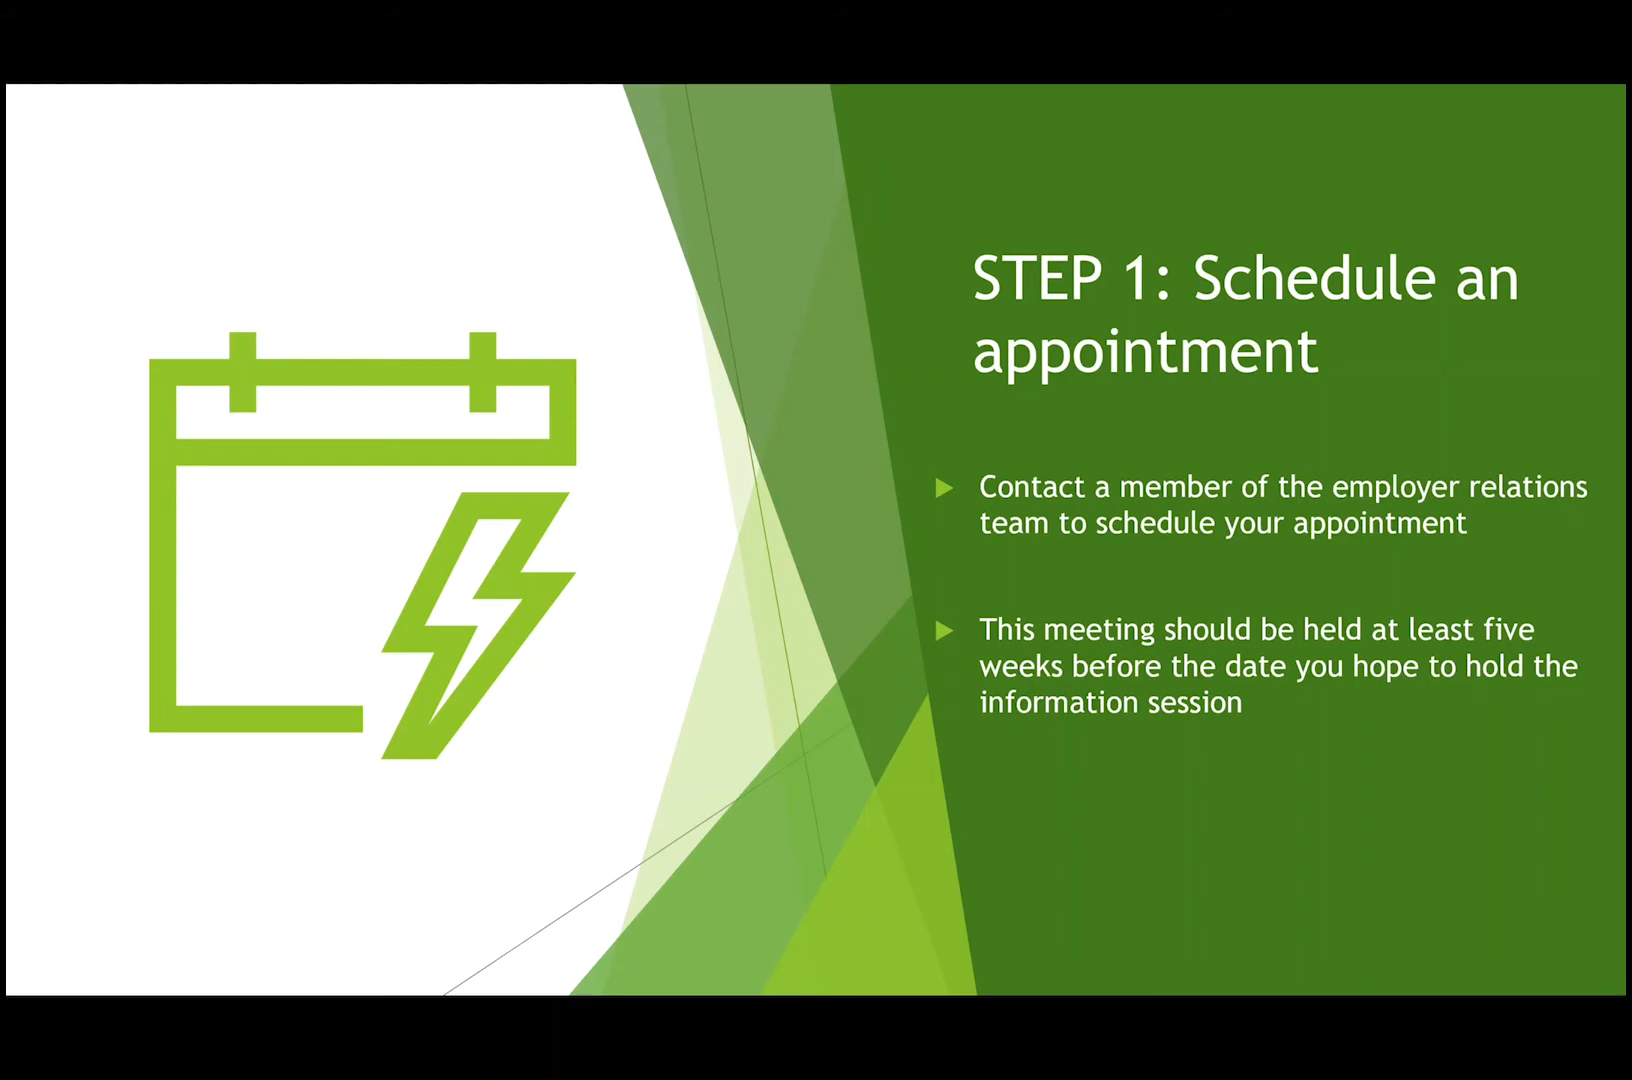 STEP 1: Schedule an
appointment
Contact a member of the employer relations
team to schedule your appointment
This meeting should be held at least five
weeks before the date you hope to hold the
information session